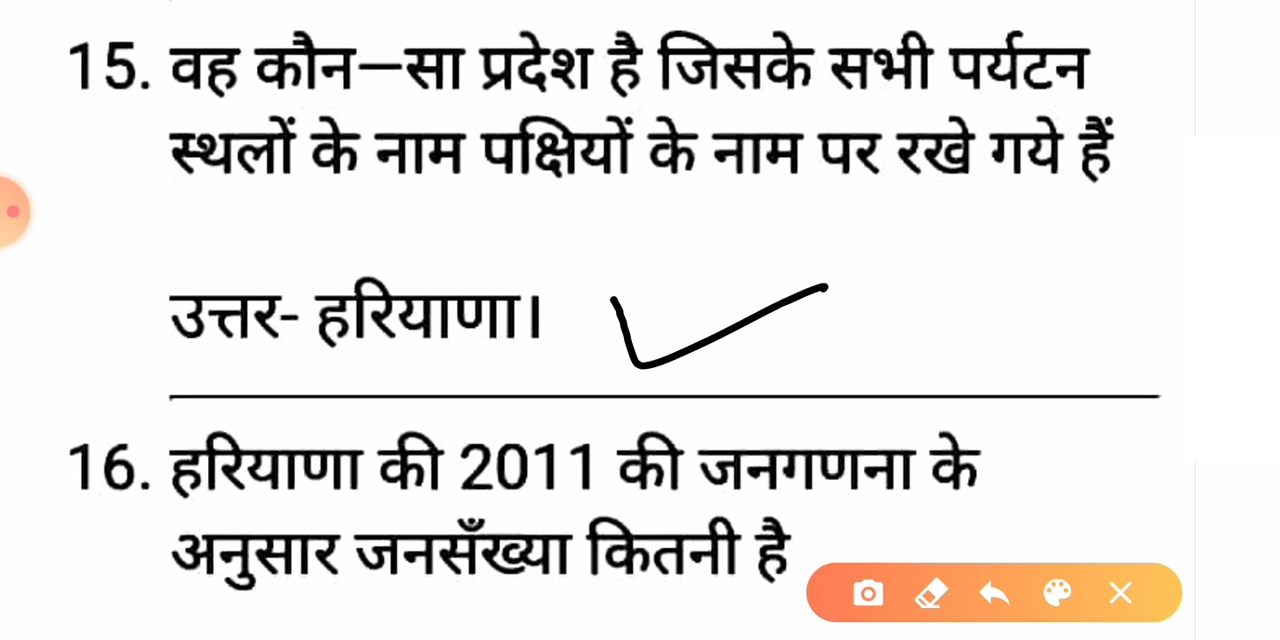 15. वह कौन–सा प्रदेश है जिसके सभी पर्यटन
स्थलों के नाम पक्षियों के नाम पर रखे गये हैं
उत्तर- हरियाणा।
16. हरियाणा की 2011 की जनगणना के
अनुसार जनसँख्या कितनी है